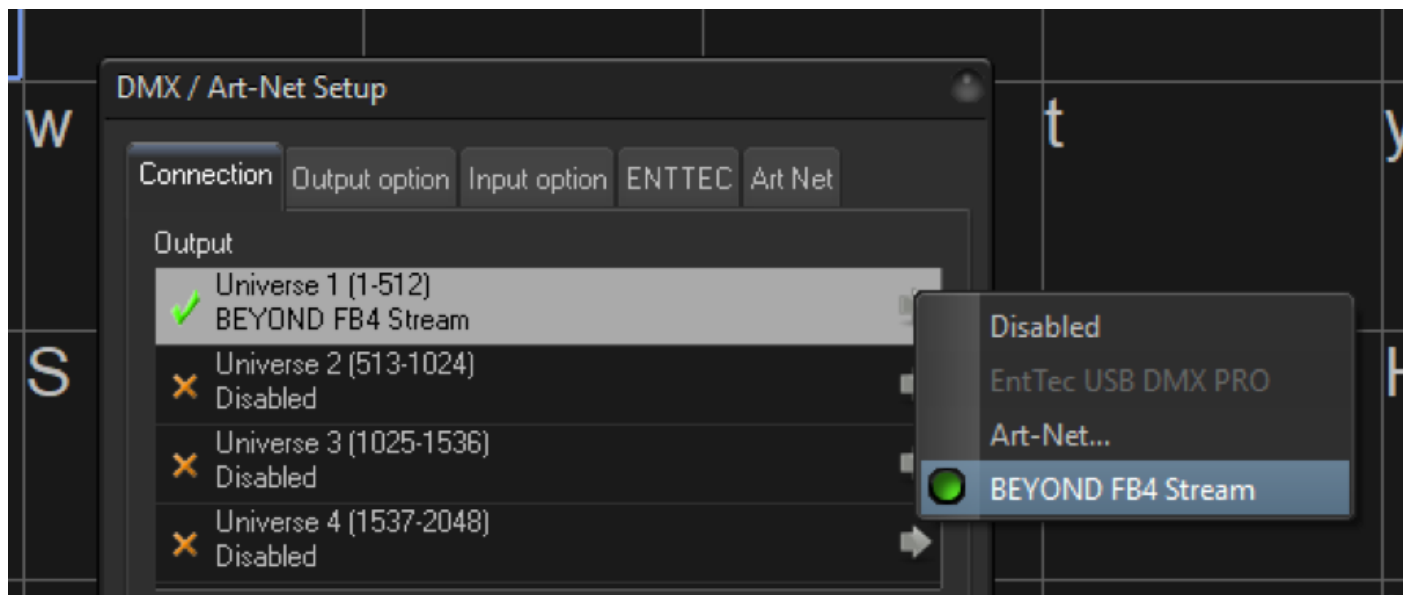 DMX / Art-Net Setup
w
t
y
Connection Output option Input option ENTTEC Art Net
Output
Universe 1 (1-512)
BEYOND FB4 Stream
Universe 2 (513-1024)
Disabled
Universe 3 (1025-1536)
Disabled
Universe 4 (1537-2048)
Disabled
Disabled
EntTec USB DMX PRO
Art-Net...
BEYOND FB4 Stream
S
H